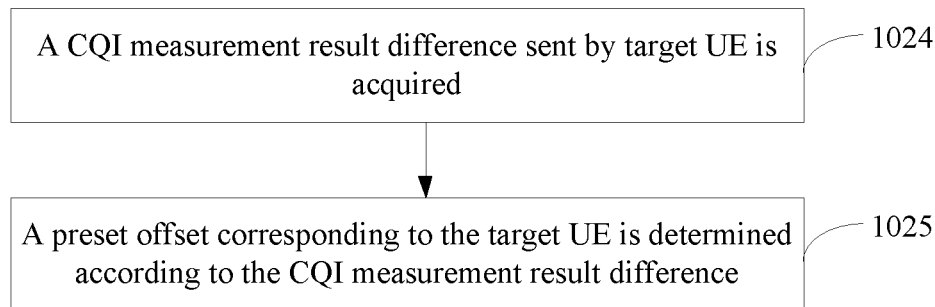 A CQI measurement result difference sent by target UE is
acquired
1024
A preset offset corresponding to the target UE is determined
according to the CQI measurement result difference
1025